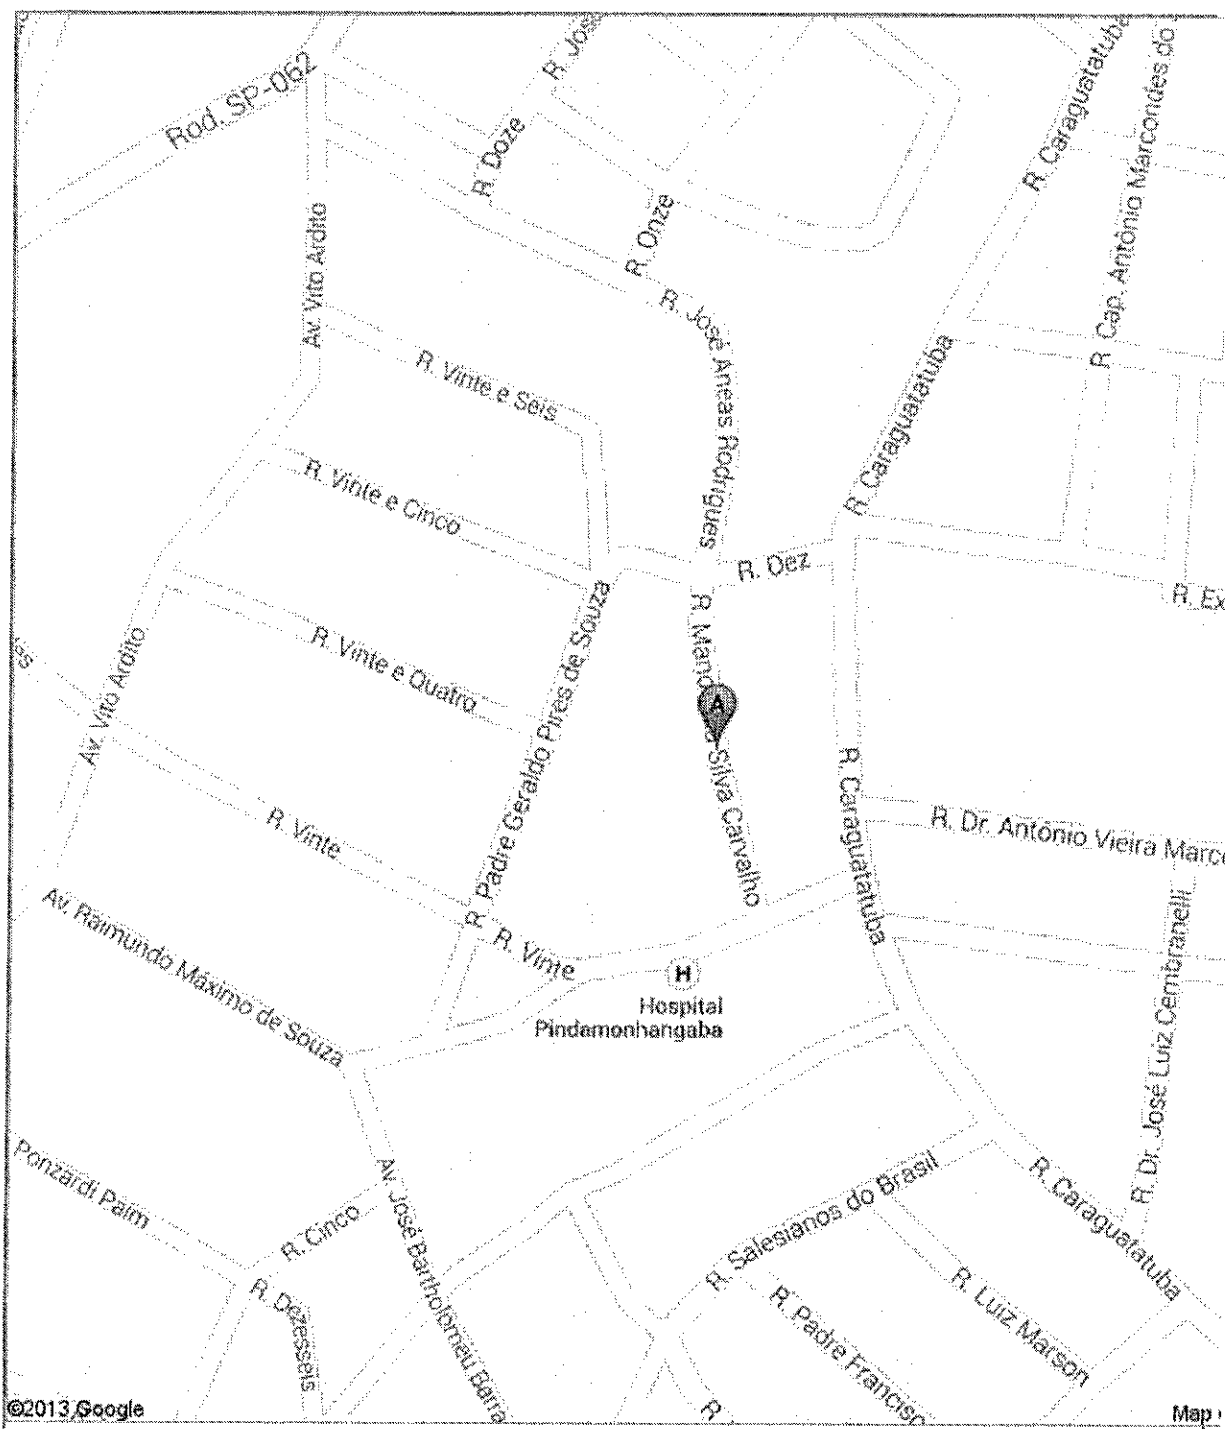 R. José
R. Caraguatatuba
Rod. SP-062
R. Doze
R. Cap. Antônio Marcondes do
R. Onze
Av. Vito Ardito
R. José Aneas Rodrigues
R. Vinte e Seis
R. Caraguatatuba
R. Vinte e Cinco
R. Dez
R. Ex
R. Vinte e Quatro
R. Padre Geraldo Pires de Souza
A
Silva Carvalho
Av. Vito Ardito
R. Caraguatatuba
R. Dr. Antônio Vieira Marco
R. Vinte
Av. Raimundo Máximo de Souza
R. Vinte
H
Hospital
Pindamonhangaba
R. Dr. José Luiz Cembranelli
Ponzardi Paim
R. Cinco
Av. José Bartholomeu Barra
R. Salesianos do Brasil
R. Caraguatatuba
R. Dezesseis
R. Padre Francisc
R. Luiz Marson
R
©2013 Google
Map